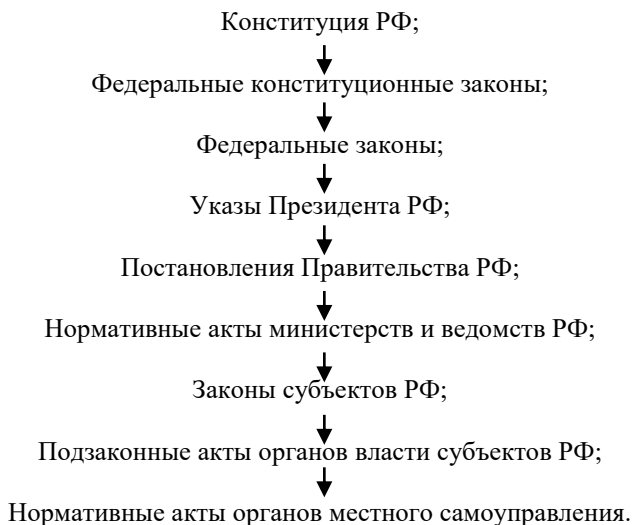 Конституция РФ;
Федеральные конституционные законы;
Федеральные законы;
Указы Президента РФ;
Постановления Правительства РФ;
Нормативные акты министерств и ведомств РФ;
Законы субъектов РФ;
Подзаконные акты органов власти субъектов РФ;
Нормативные акты органов местного самоуправления.